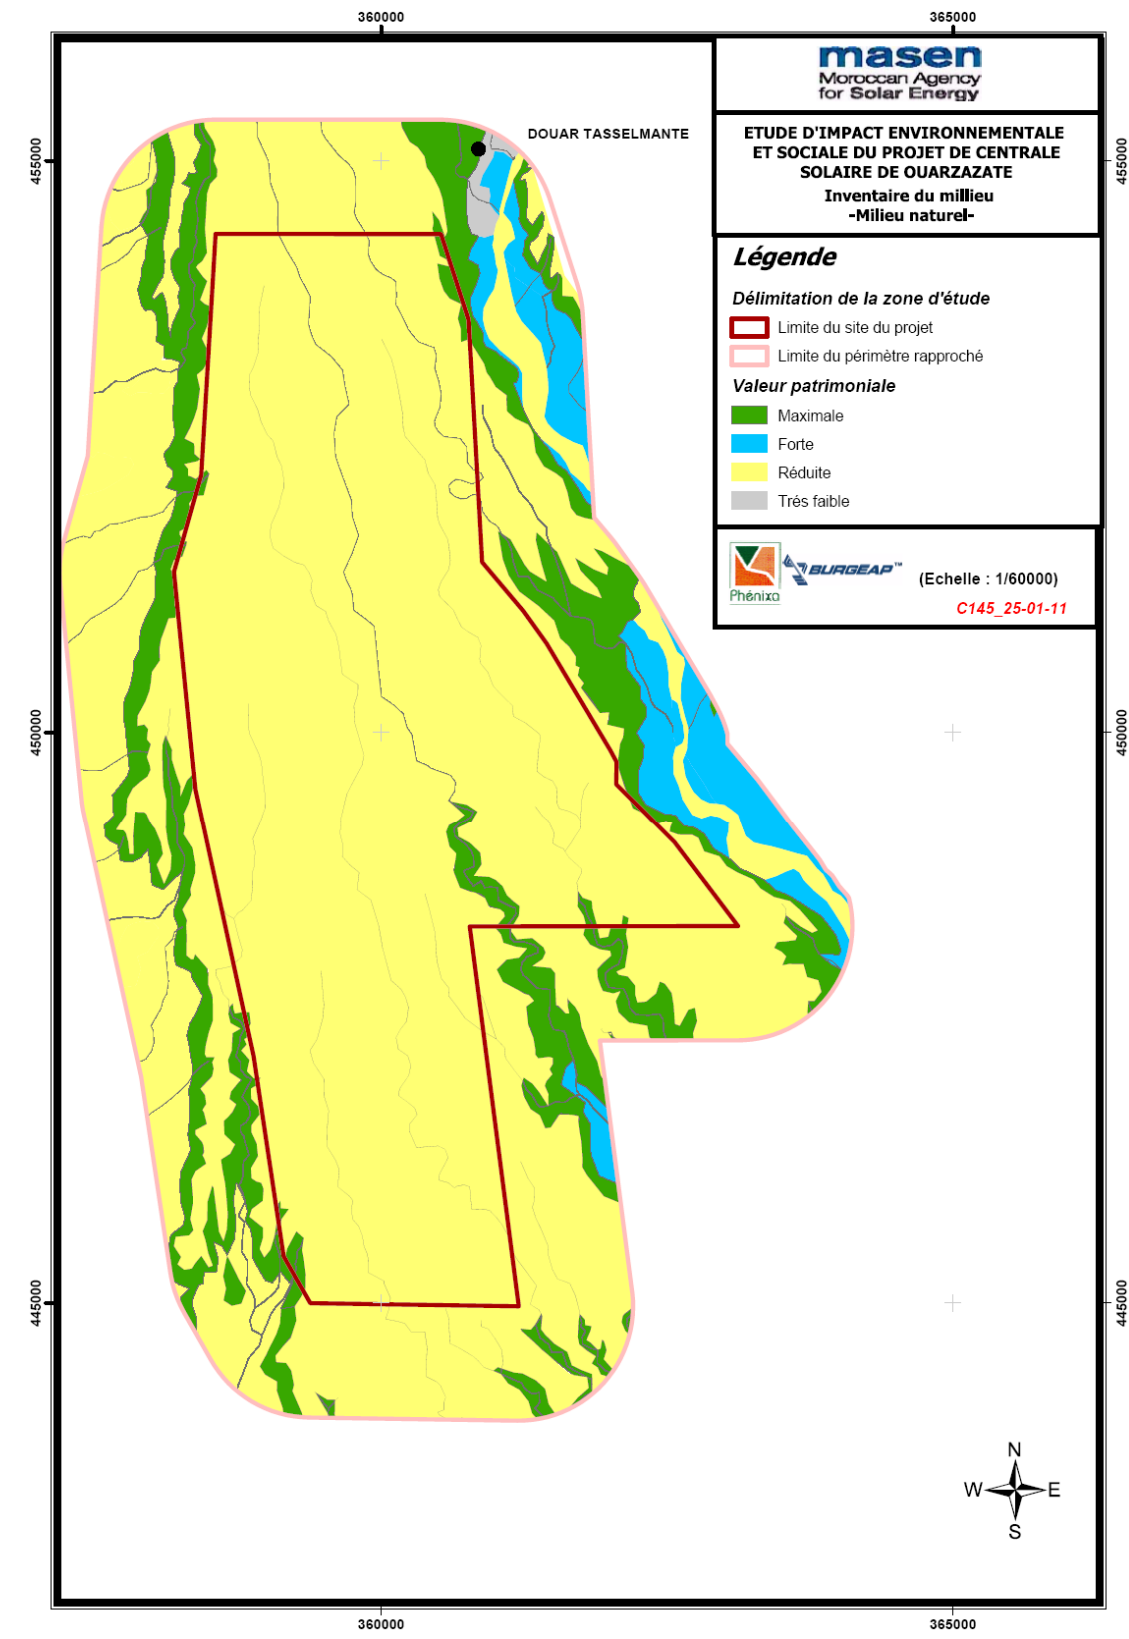 360000
365000
masen
Moroccan Agency
for Solar Energy
ETUDE D'IMPACT ENVIRONNEMENTALE
ET SOCIALE DU PROJET DE CENTRALE
SOLAIRE DE OUARZAZATE
Inventaire du millieu
-Milieu naturel-
DOUAR TASSELMANTE
455000
455000
Légende
Délimitation de la zone d'étude
Limite du site du projet
Limite du périmètre rapproché
Valeur patrimoniale
Maximale
Forte
Réduite
Trés faible
Phénixa
BURGEAP™
(Echelle : 1/60000)
C145_25-01-11
450000
450000
445000
445000
N
W E
S
360000
365000